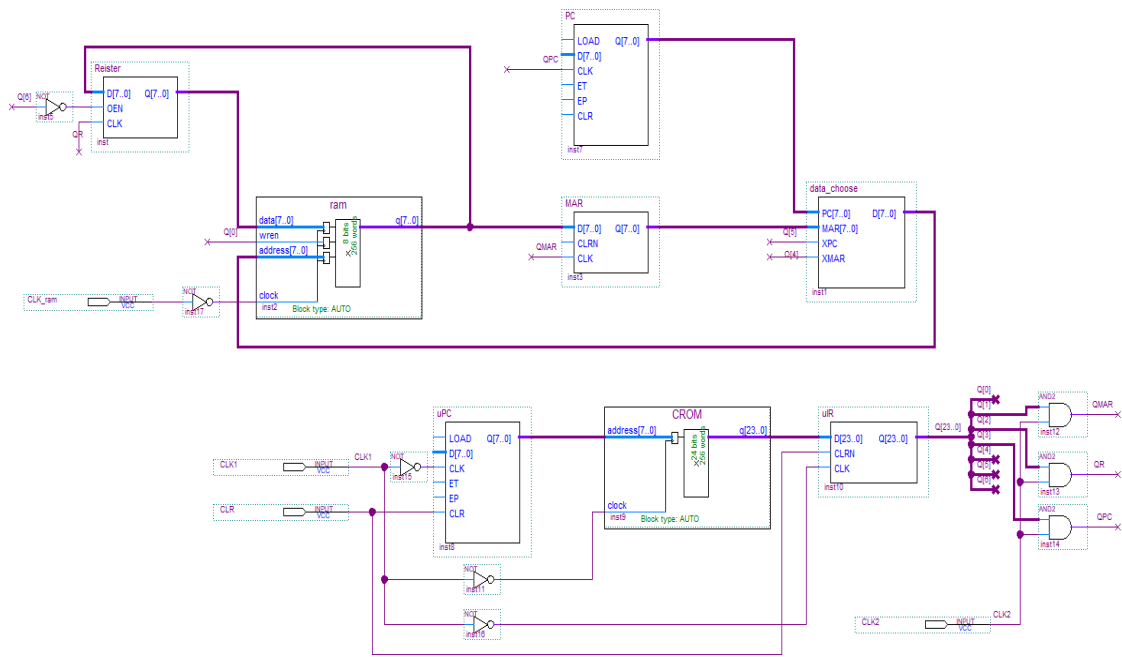 PC
LOAD Q[7..0]
D[7..0]
QPC
CLK
ET
EP
CLR
inst7
Reister
D[7..0] Q[7..0]
OEN
CLK
inst
Q[6]
NOT
inst5
QR
ram
data[7..0] q[7..0]
wren
address[7..0]
clock
inst2
8 bits
256 words
Block type: AUTO
Q[0]
CLK_ram
INPUT
VCC
NOT
inst17
MAR
D[7..0] Q[7..0]
CLRN
CLK
inst3
QMAR
data_choose
PC[7..0] D[7..0]
MAR[7..0]
XPC
XMAR
inst1
Q[5]
Q[4]
uPC
LOAD Q[7..0]
D[7..0]
CLK
ET
EP
CLR
inst8
CLK1
INPUT
VCC
CLK1
NOT
inst15
CLR
INPUT
VCC
NOT
inst11
NOT
inst16
CROM
address[7..0] q[23..0]
24 bits
256 words
clock
inst9
Block type: AUTO
uIR
D[23..0] Q[23..0]
CLRN
CLK
inst10
Q[23..0]
Q[0]
Q[1]
Q[2]
Q[3]
Q[4]
Q[5]
Q[6]
AND2
QMAR
inst12
AND2
QR
inst13
AND2
QPC
inst14
CLK2
INPUT
VCC
CLK2